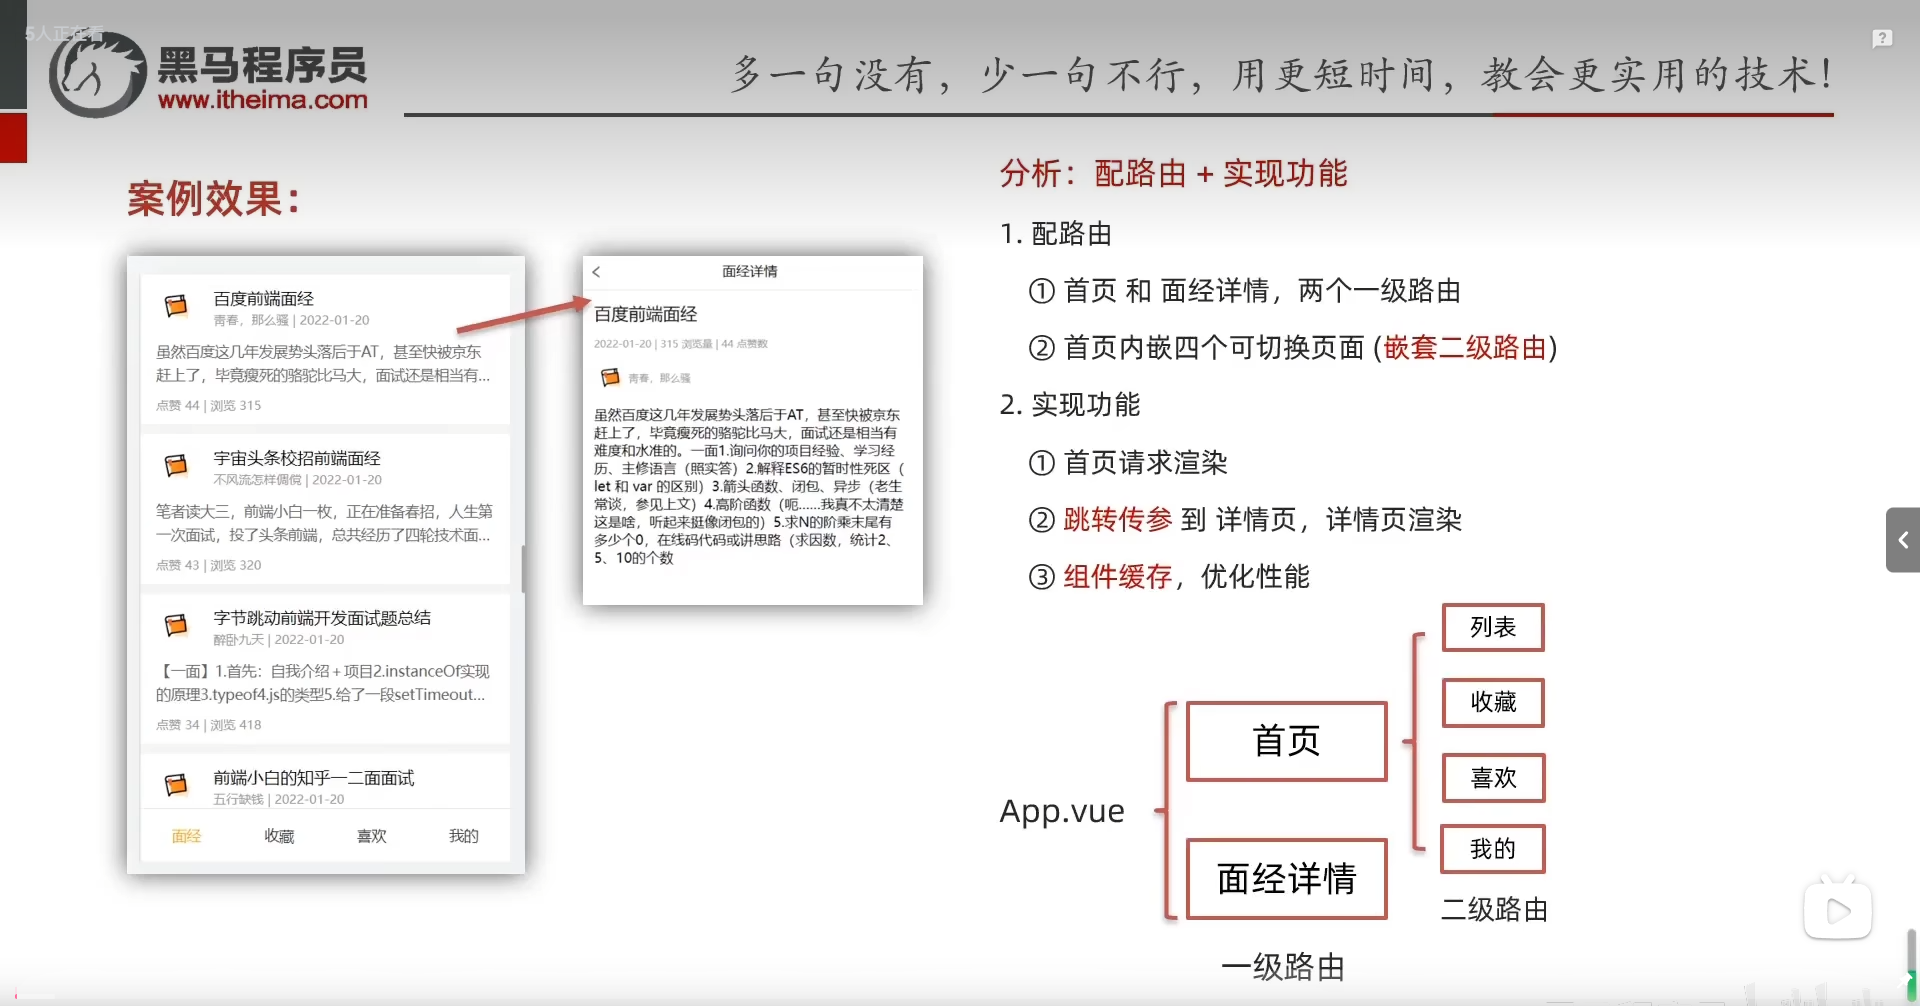 5人正在看
黑马程序员
www.itheima.com
多一句没有，少一句不行，用更短时间，教会更实用的技术！
案例效果：
百度前端面经
青春，那么骚 | 2022-01-20
虽然百度这几年发展势头落后于AT，甚至快被京东
赶上了，毕竟瘦死的骆驼比马大，面试还是相当有...
点赞 44 | 浏览 315
宇宙头条校招前端面经
不风流怎样倜傥 | 2022-01-20
笔者读大三，前端小白一枚，正在准备春招，人生第
一次面试，投了头条前端，总共经历了四轮技术面...
点赞 43 | 浏览 320
字节跳动前端开发面试题总结
醉卧九天 | 2022-01-20
【一面】1.首先：自我介绍 + 项目2.instanceOf实现
的原理3.typeof4.js的类型5.给了一段setTimeout...
点赞 34 | 浏览 418
前端小白的知乎一二面面试
五行缺钱 | 2022-01-20
面经 收藏 喜欢 我的
面经详情
百度前端面经
2022-01-20 | 315 浏览量 | 44 点赞数
青春，那么骚
虽然百度这几年发展势头落后于AT，甚至快被京东
赶上了，毕竟瘦死的骆驼比马大，面试还是相当有
难度和水准的。一面1.询问你的项目经验、学习经
历、主修语言（照实答）2.解释ES6的暂时性死区（
let 和 var 的区别）3.箭头函数、闭包、异步（老生
常谈，参见上文）4.高阶函数（呃......我真不太清楚
这是啥，听起来挺像闭包的）5.求N的阶乘末尾有
多少个0，在线码代码或讲思路（求因数，统计2、
5、10的个数
分析：配路由 + 实现功能
1. 配路由
① 首页 和 面经详情，两个一级路由
② 首页内嵌四个可切换页面 (嵌套二级路由)
2. 实现功能
① 首页请求渲染
② 跳转传参 到 详情页，详情页渲染
③ 组件缓存，优化性能
App.vue
首页
面经详情
一级路由
列表
收藏
喜欢
我的
二级路由